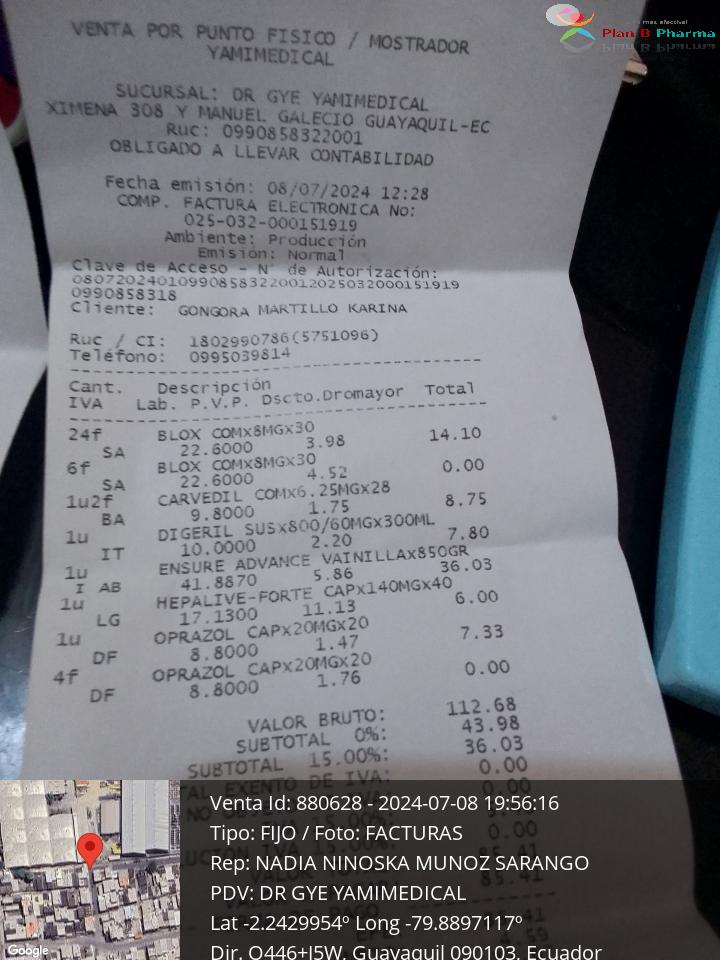 Plan B Pharma
VENTA POR PUNTO FISICO / MOSTRADOR
YAMIMEDICAL
SUCURSAL: DR GYE YAMIMEDICAL
XIMENA 308 Y MANUEL GALECIO GUAYAQUIL-EC
Ruc: 0990858322001
OBLIGADO A LLEVAR CONTABILIDAD
Fecha emisión: 08/07/2024 12:28
COMP. FACTURA ELECTRONICA No:
025-032-000151919
Ambiente: Producción
Emisión: Normal
Clave de Acceso - N° de Autorización:
080720240109908583220012025032000151919
0990858318
Cliente: GONGORA MARTILLO KARINA
Ruc / CI: 1802990786(5751096)
Teléfono: 0995039814
Cant. Descripción
IVA Lab. P.V.P. Dscto.Dromayor Total
24f BLOX COMx8MGx30
SA 22.6000 3.98 14.10
6f BLOX COMx8MGx30
SA 22.6000 4.52 0.00
1u2f CARVEDIL COMx6.25MGx28
BA 9.8000 1.75 8.75
1u DIGERIL SUSx800/60MGx300ML
IT 10.0000 2.20 7.80
1u ENSURE ADVANCE VAINILLAx850GR
I AB 41.8870 5.86 36.03
1u HEPALIVE-FORTE CAPx140MGx40
LG 17.1300 11.13 6.00
1u OPRAZOL CAPx20MGx20
DF 8.8000 1.47 7.33
4f OPRAZOL CAPx20MGx20
DF 8.8000 1.76 0.00
VALOR BRUTO: 112.68
SUBTOTAL 0%: 43.98
SUBTOTAL 15.00%: 36.03
EXENTO DE IVA: 0.00
Venta Id: 880628 - 2024-07-08 19:56:16
Tipo: FIJO / Foto: FACTURAS
Rep: NADIA NINOSKA MUNOZ SARANGO
PDV: DR GYE YAMIMEDICAL
Lat -2.2429954º Long -79.8897117º
Dir. Q446+J5W, Guayaquil 090103, Ecuador
Google